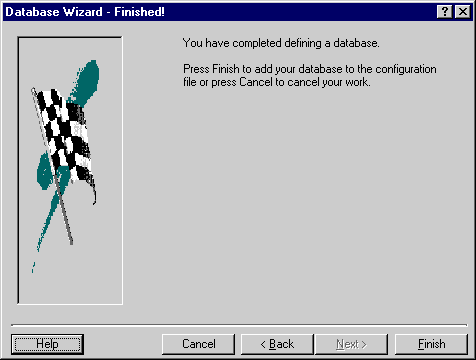 Database Wizard - Finished!
You have completed defining a database.
Press Finish to add your database to the configuration
file or press Cancel to cancel your work.
Help Cancel < Back Next > Finish